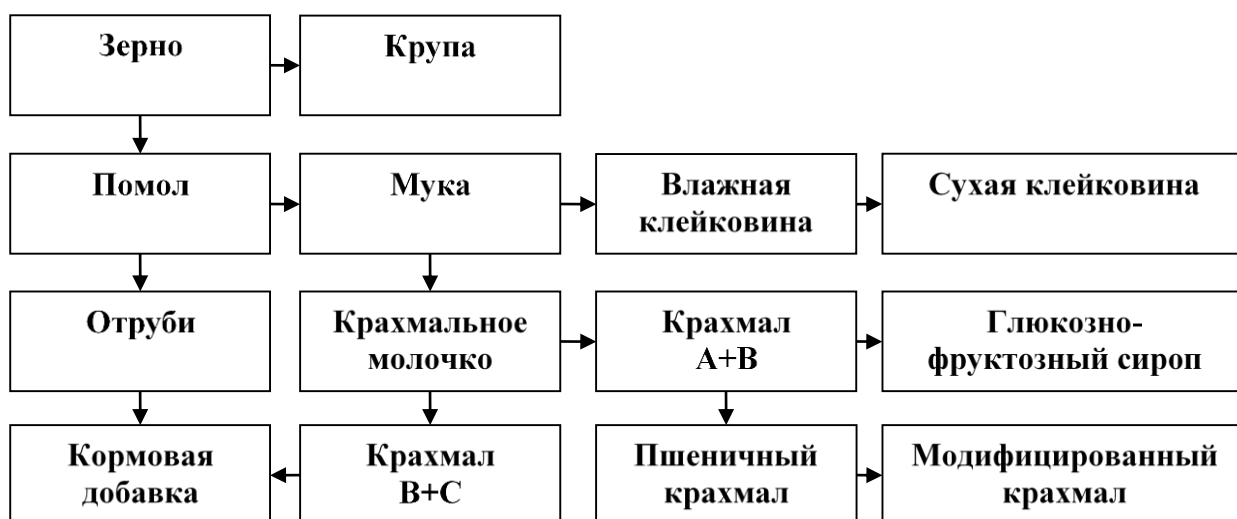 Зерно
Крупа
Помол
Мука
Влажная
клейковина
Сухая клейковина
Отруби
Крахмальное
молочко
Крахмал
А+В
Глюкозно-
фруктозный сироп
Кормовая
добавка
Крахмал
В+С
Пшеничный
крахмал
Модифицированный
крахмал